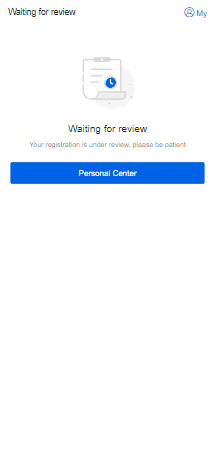 Waiting for review
My
Waiting for review
Your registration is under review, please be patient
Personal Center